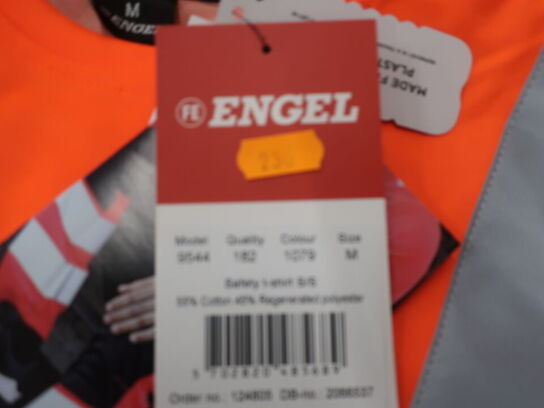 M
ENGEL
MADE F
PLAST
FE ENGEL
230
Model Quality Colour Size
9544 182 1079 M
Safety t-shirt S/S
55% Cotton 45% Regenerated polyester
5 702820 485689
Order no.: 124805 DB-no.: 2086537